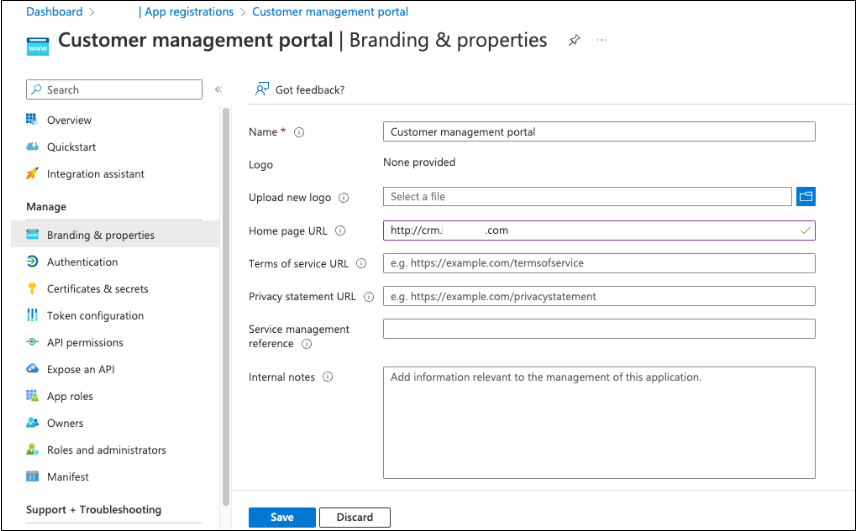 Dashboard > | App registrations > Customer management portal
Customer management portal | Branding & properties
Search
«
Got feedback?
Overview
Quickstart
Integration assistant
Manage
Branding & properties
Authentication
Certificates & secrets
Token configuration
API permissions
Expose an API
App roles
Owners
Roles and administrators
Manifest
Support + Troubleshooting
Name * Customer management portal
Logo None provided
Upload new logo Select a file
Home page URL http://crm. .com
Terms of service URL e.g. https://example.com/termsofservice
Privacy statement URL e.g. https://example.com/privacystatement
Service management
reference
Internal notes Add information relevant to the management of this application.
Save Discard